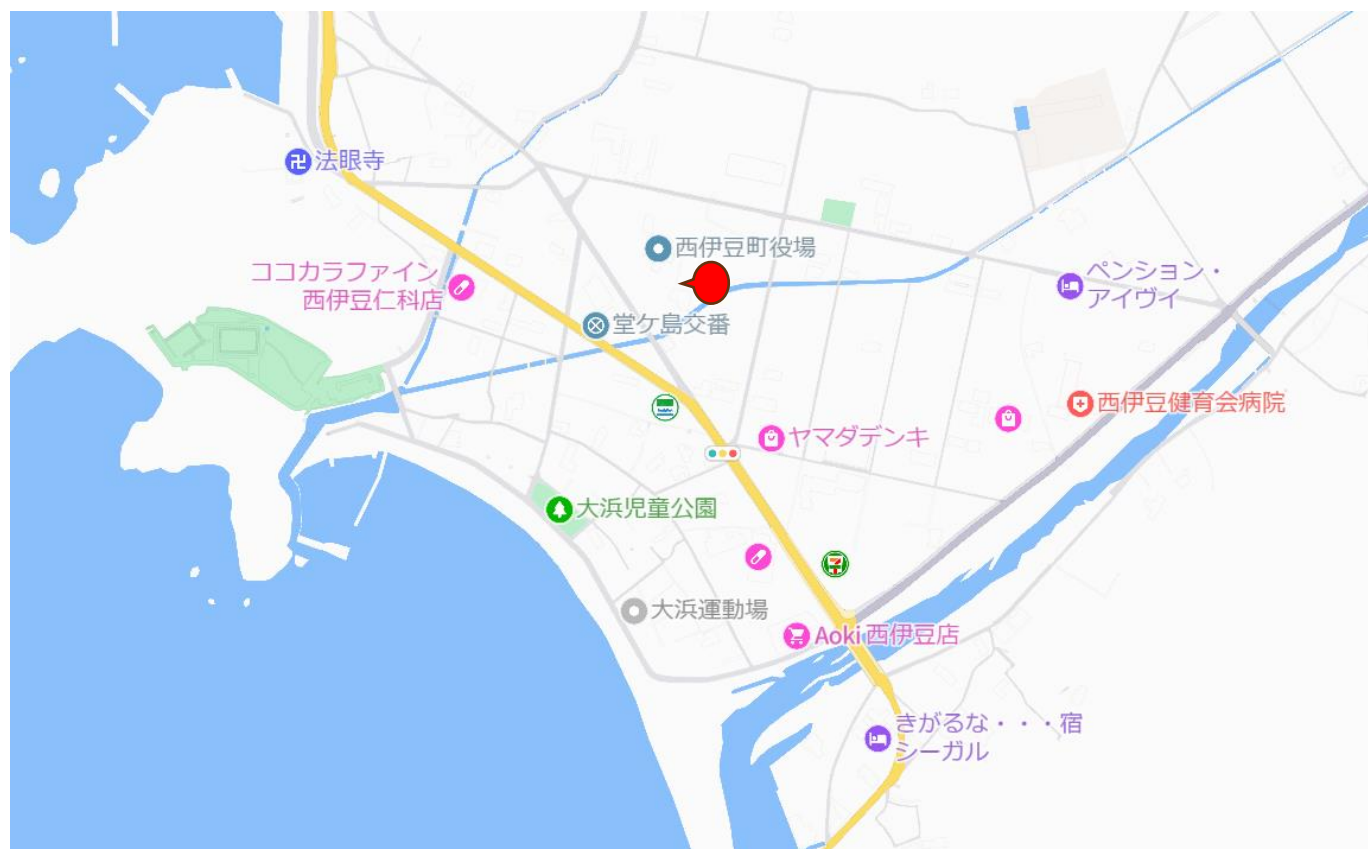 法眼寺
西伊豆町役場
ココカラファイン
西伊豆仁科店
ペンション・
アイヴィ
堂ケ島交番
西伊豆健育会病院
ヤマダデンキ
大浜児童公園
大浜運動場
Aoki 西伊豆店
きがるな・・・宿
シーガル